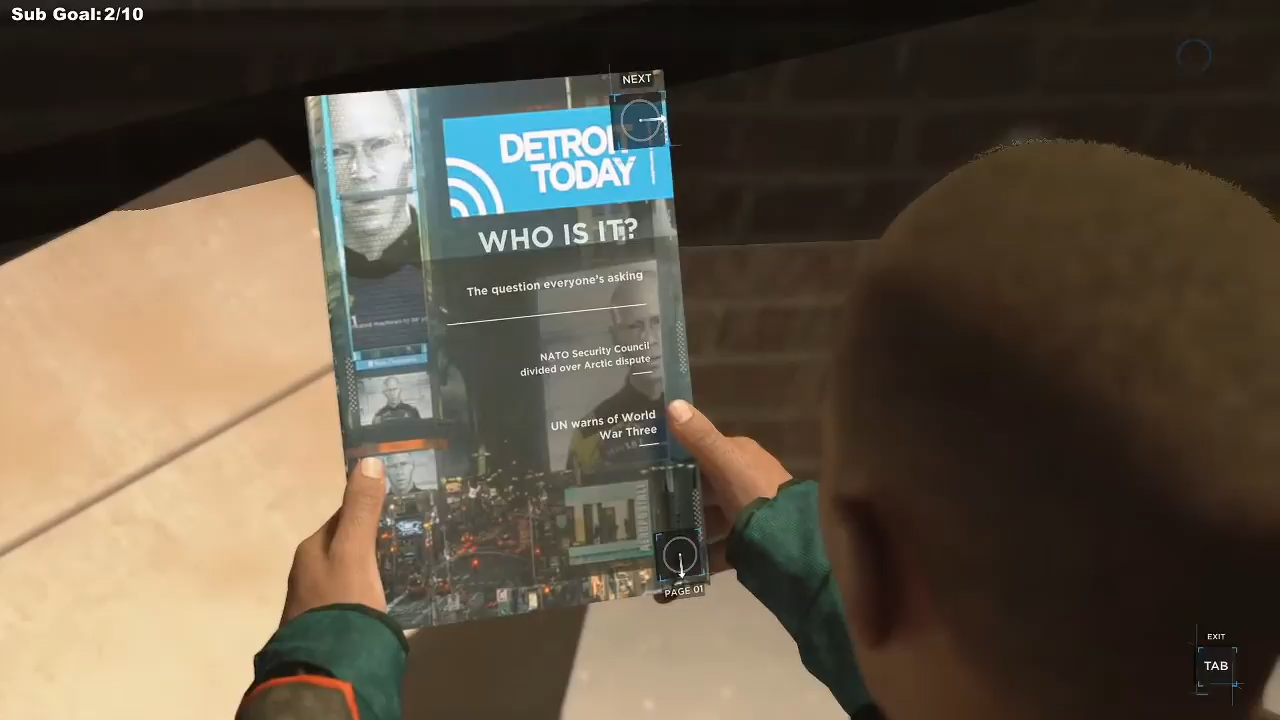 Sub Goal: 2/10
NEXT
DETROIT
TODAY
WHO IS IT?
The question everyone's asking
NATO Security Council
divided over Arctic dispute
UN warns of World
War Three
PAGE 01
EXIT
TAB